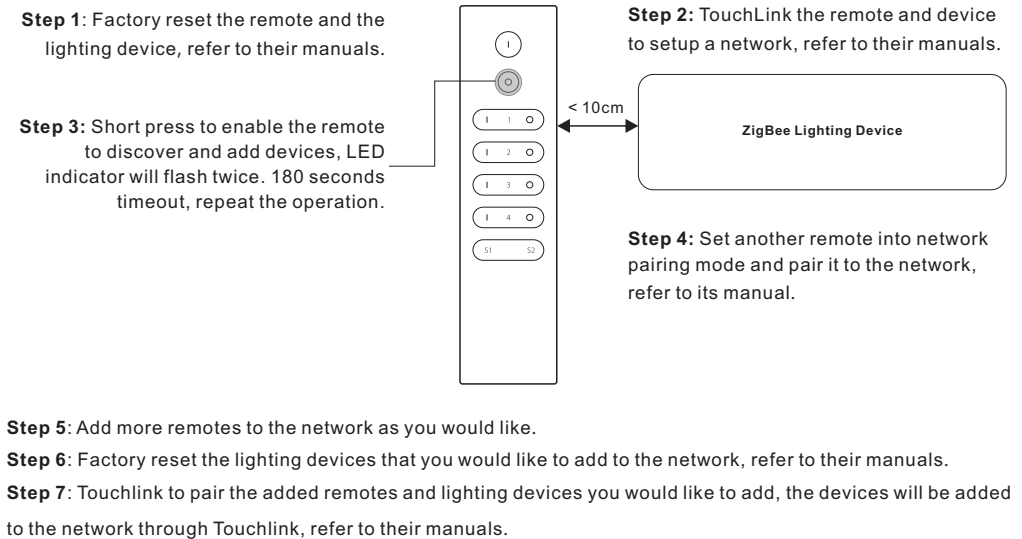 Step 1: Factory reset the remote and the
lighting device, refer to their manuals.
Step 2: TouchLink the remote and device
to setup a network, refer to their manuals.
Step 3: Short press to enable the remote
to discover and add devices, LED
indicator will flash twice. 180 seconds
timeout, repeat the operation.
I
I 1 O
I 2 O
I 3 O
I 4 O
S1 S2
< 10cm
ZigBee Lighting Device
Step 4: Set another remote into network
pairing mode and pair it to the network,
refer to its manual.
Step 5: Add more remotes to the network as you would like.
Step 6: Factory reset the lighting devices that you would like to add to the network, refer to their manuals.
Step 7: Touchlink to pair the added remotes and lighting devices you would like to add, the devices will be added
to the network through Touchlink, refer to their manuals.